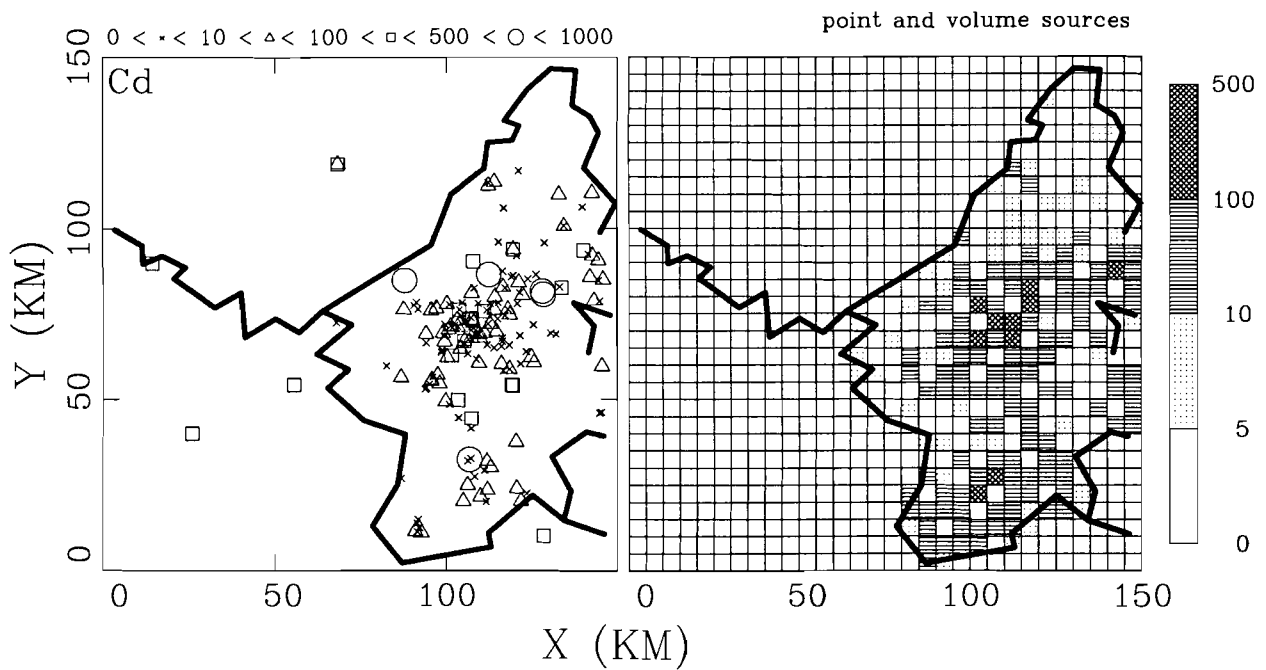 point and volume sources
0 < × < 10 < △ < 100 < □ < 500 < ○ < 1000
Cd
150
100
50
0
Y (KM)
0 50 100
0 50 100 150
X (KM)
500
100
10
5
0